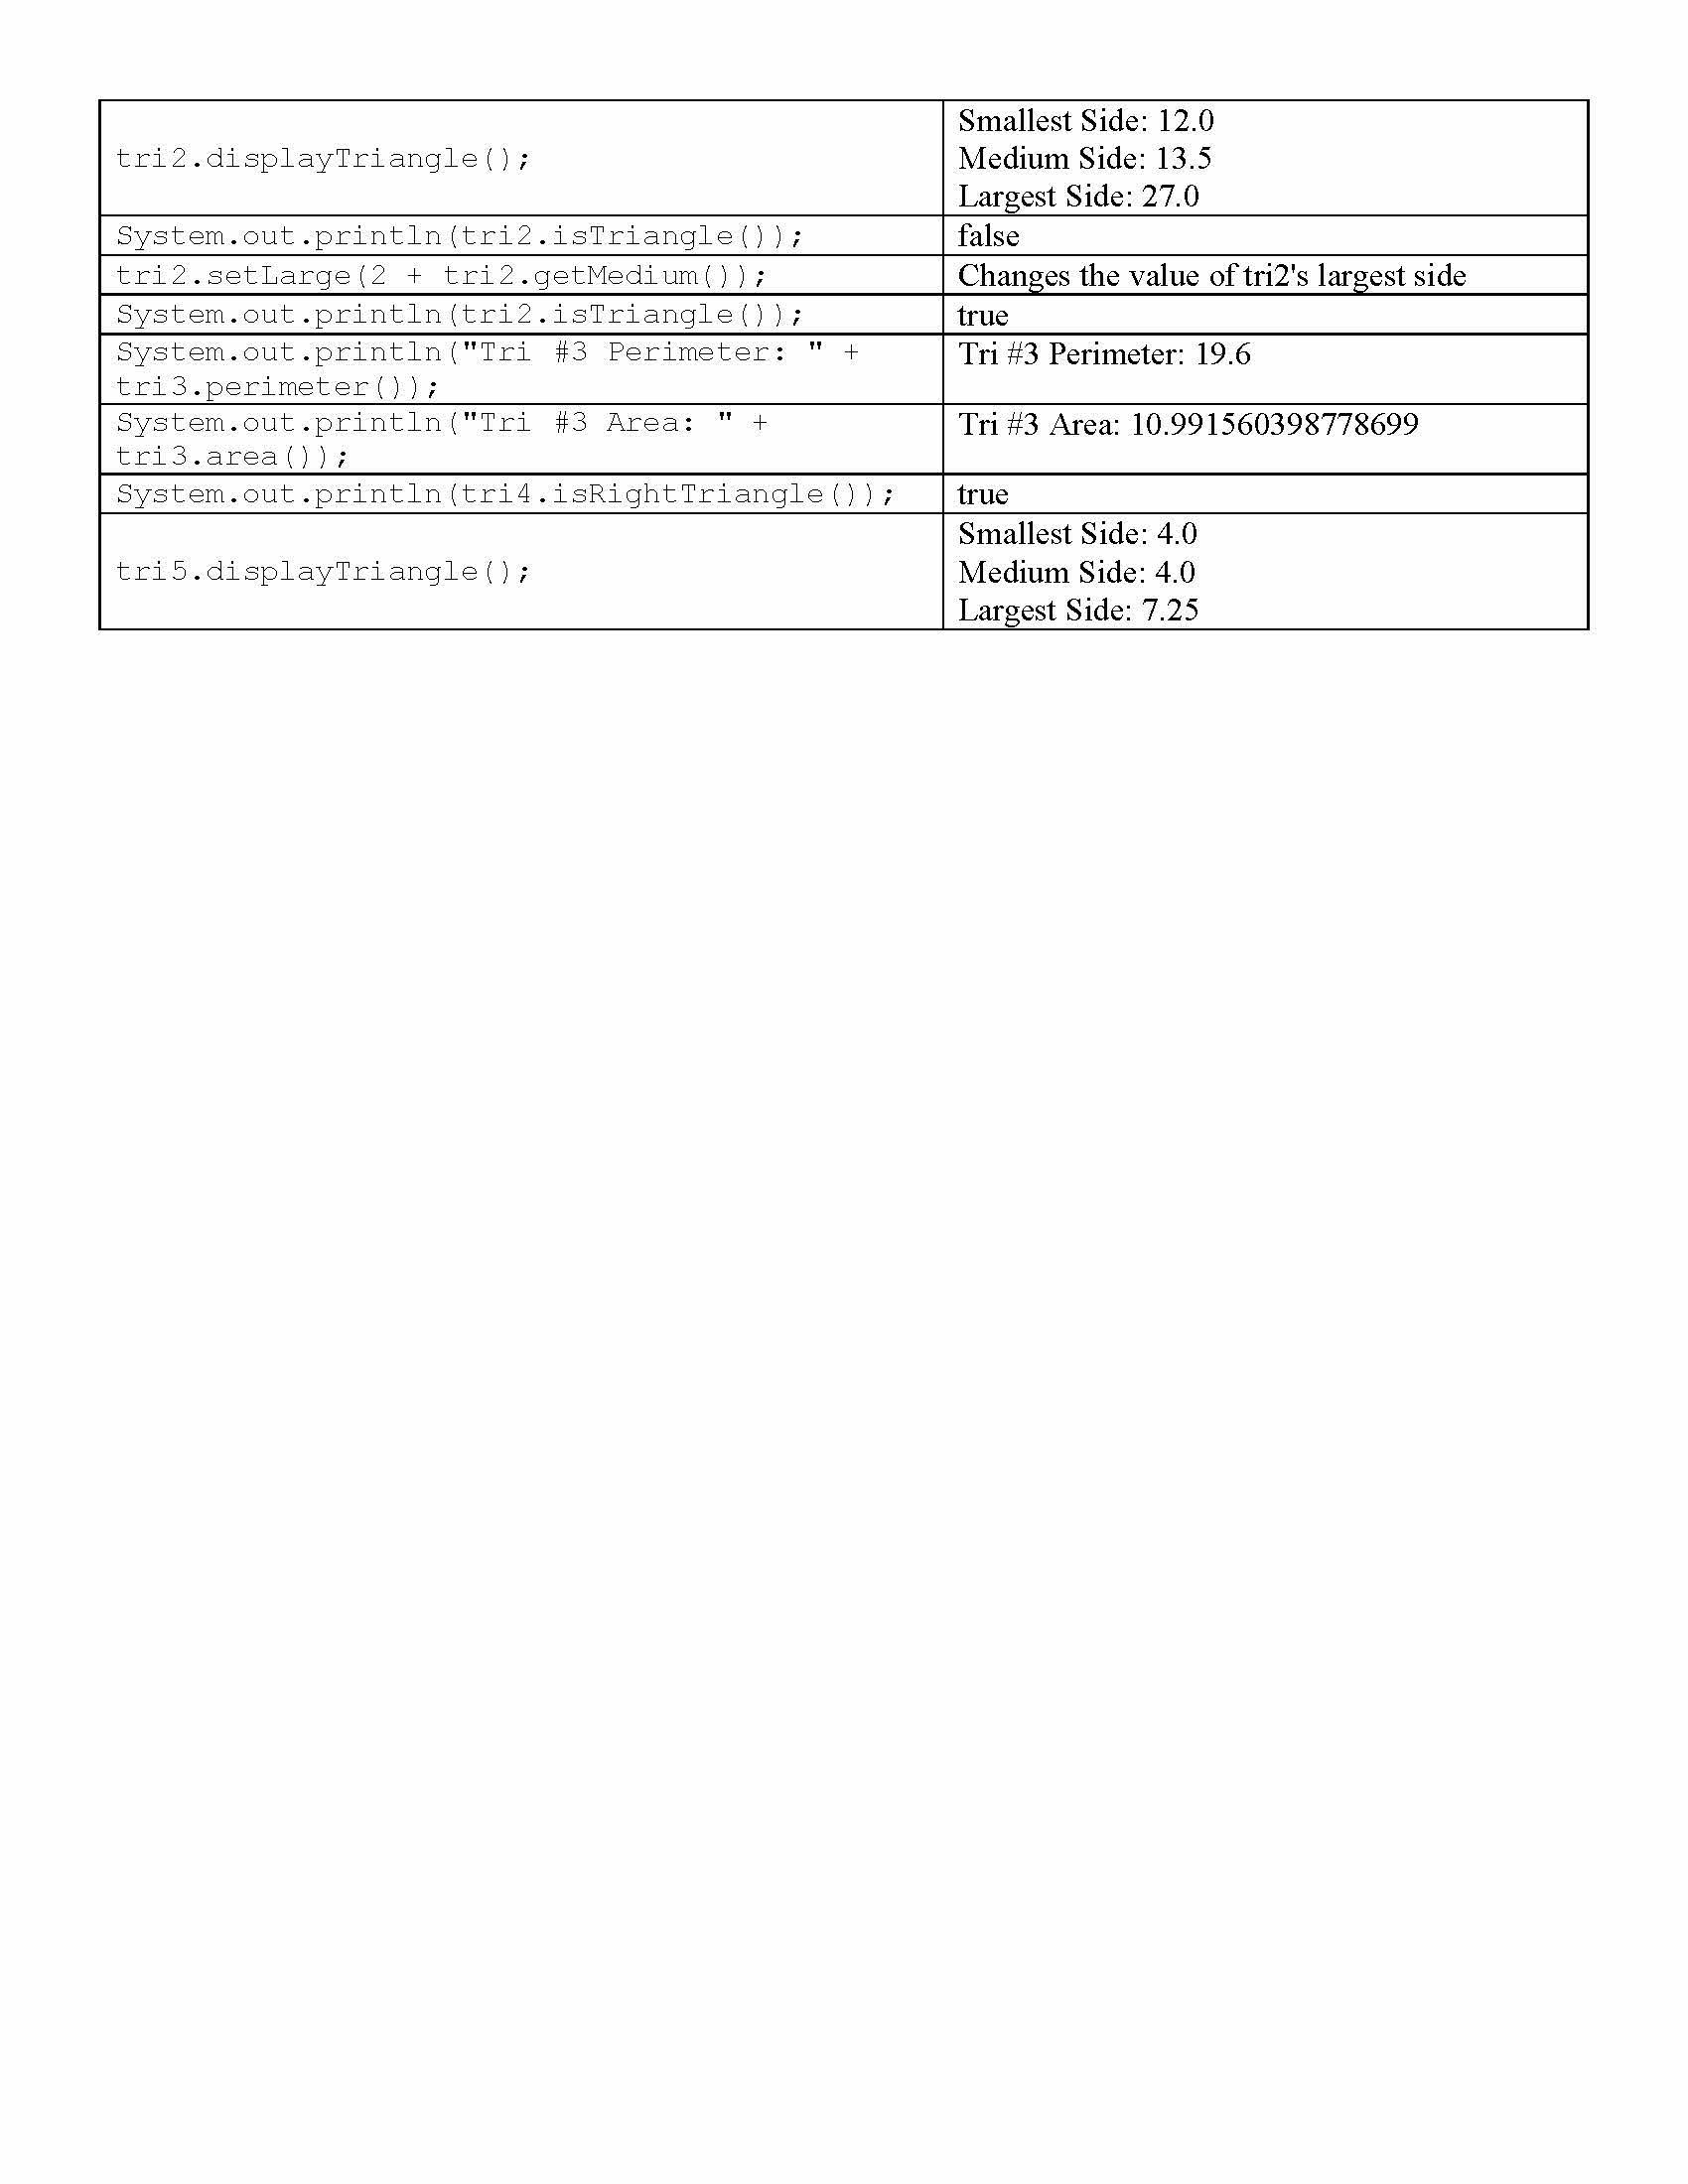 tri2.displayTriangle();
Smallest Side: 12.0
Medium Side: 13.5
Largest Side: 27.0
System.out.println(tri2.isTriangle());
false
tri2.setLarge(2 + tri2.getMedium());
Changes the value of tri2's largest side
System.out.println(tri2.isTriangle());
true
System.out.println("Tri #3 Perimeter: " +
tri3.perimeter());
Tri #3 Perimeter: 19.6
System.out.println("Tri #3 Area: " +
tri3.area());
Tri #3 Area: 10.991560398778699
System.out.println(tri4.isRightTriangle());
true
tri5.displayTriangle();
Smallest Side: 4.0
Medium Side: 4.0
Largest Side: 7.25